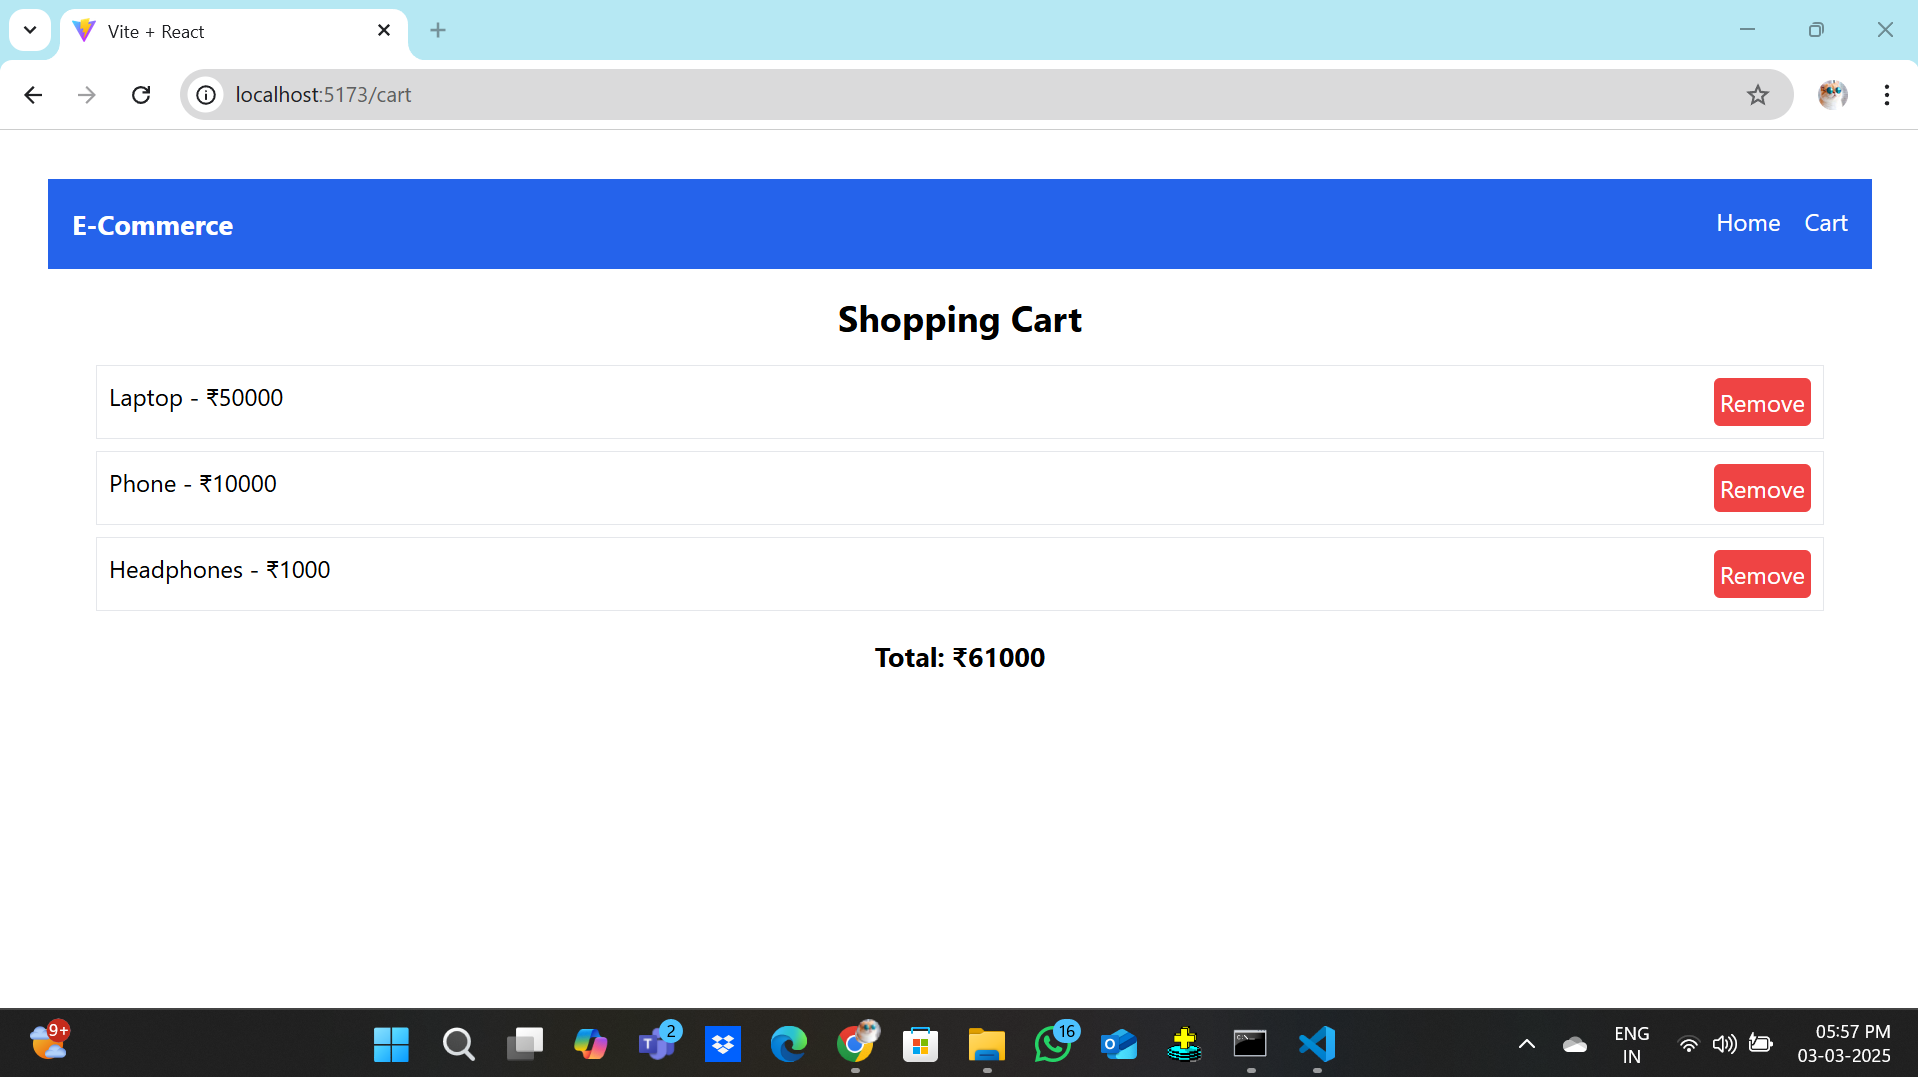 Vite + React
localhost:5173/cart
E-Commerce
Home Cart
Shopping Cart
Laptop - ₹50000
Remove
Phone - ₹10000
Remove
Headphones - ₹1000
Remove
Total: ₹61000
9+
2
16
ENG
IN
05:57 PM
03-03-2025